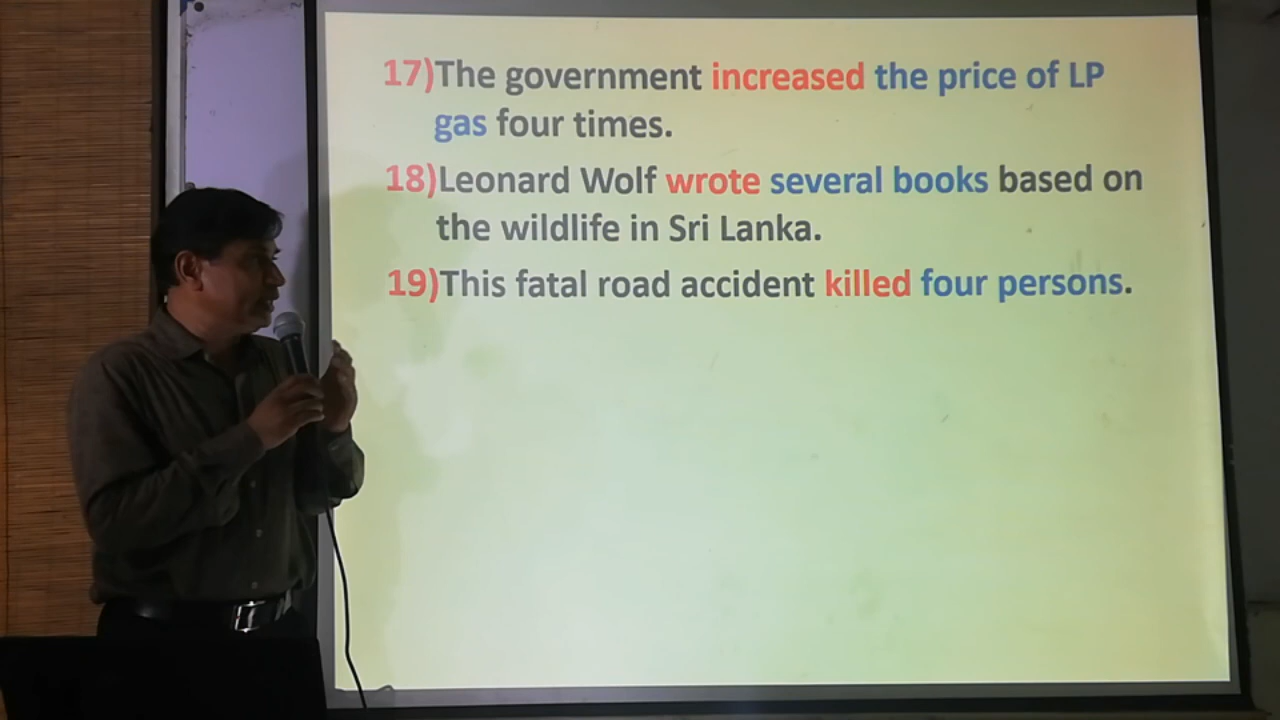 17)The government increased the price of LP
gas four times.
18)Leonard Wolf wrote several books based on
the wildlife in Sri Lanka.
19)This fatal road accident killed four persons.